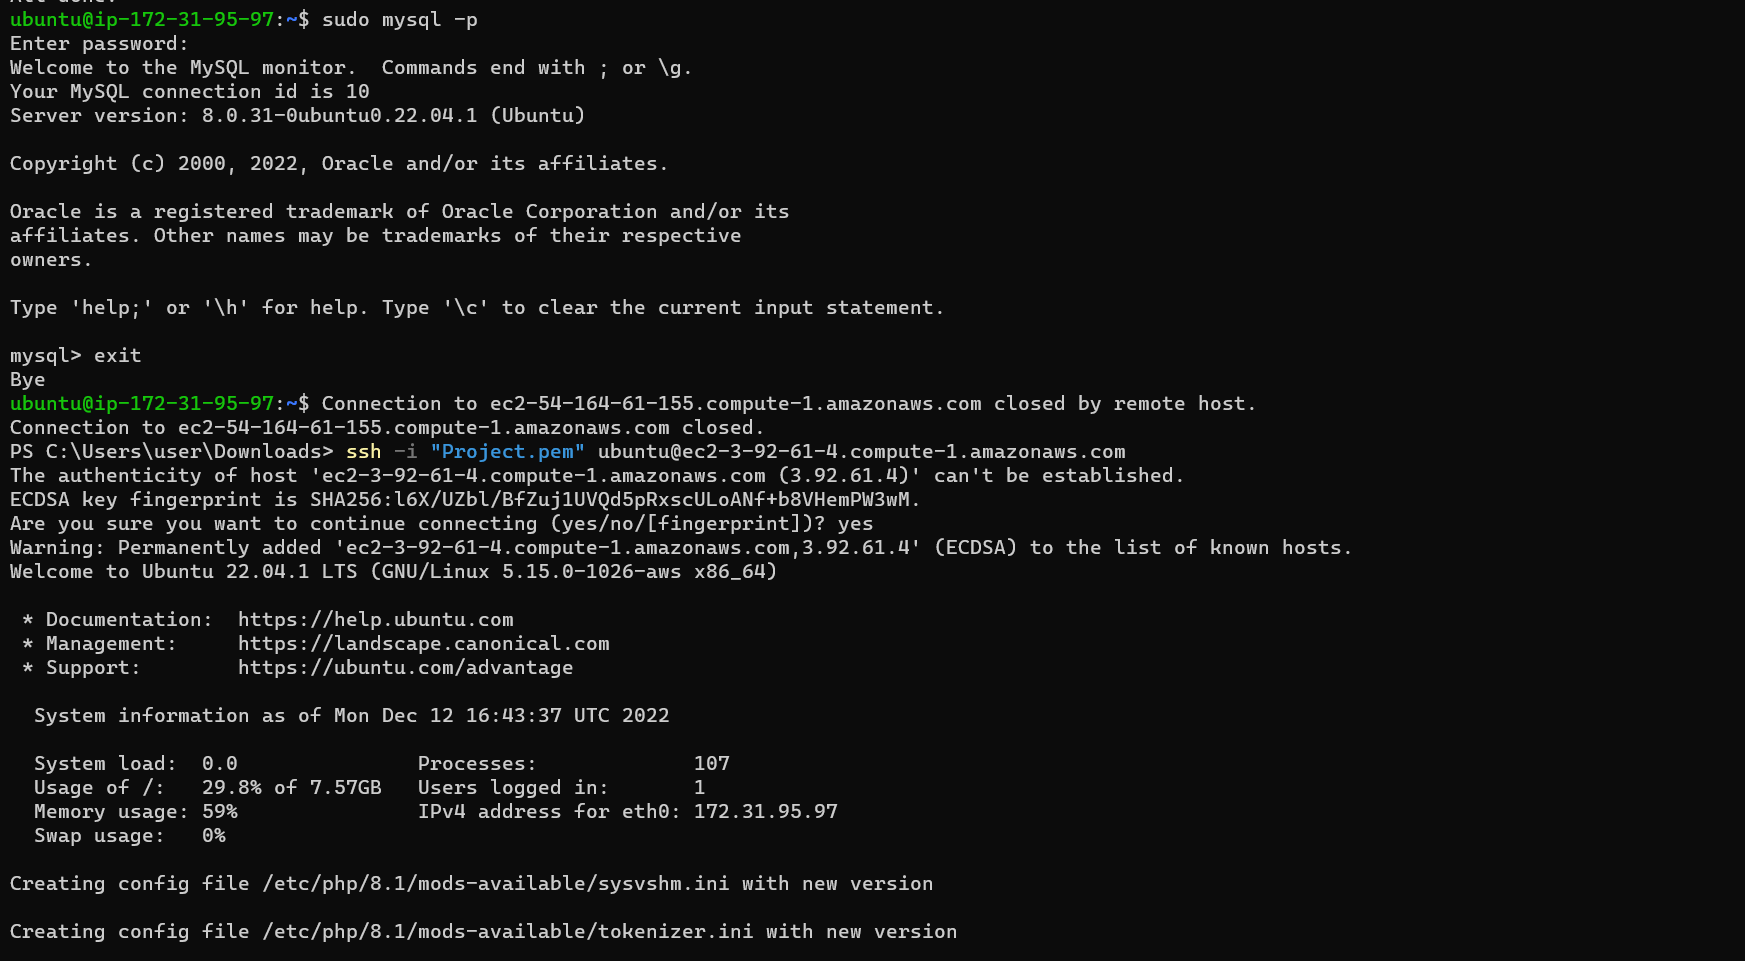 All done!
ubuntu@ip-172-31-95-97:~$ sudo mysql -p
Enter password:
Welcome to the MySQL monitor.  Commands end with ; or \g.
Your MySQL connection id is 10
Server version: 8.0.31-0ubuntu0.22.04.1 (Ubuntu)

Copyright (c) 2000, 2022, Oracle and/or its affiliates.

Oracle is a registered trademark of Oracle Corporation and/or its
affiliates. Other names may be trademarks of their respective
owners.

Type 'help;' or '\h' for help. Type '\c' to clear the current input statement.

mysql> exit
Bye
ubuntu@ip-172-31-95-97:~$ Connection to ec2-54-164-61-155.compute-1.amazonaws.com closed by remote host.
Connection to ec2-54-164-61-155.compute-1.amazonaws.com closed.
PS C:\Users\user\Downloads> ssh -i "Project.pem" ubuntu@ec2-3-92-61-4.compute-1.amazonaws.com
The authenticity of host 'ec2-3-92-61-4.compute-1.amazonaws.com (3.92.61.4)' can't be established.
ECDSA key fingerprint is SHA256:l6X/UZbl/BfZuj1UVQd5pRxscULoANf+b8VHemPW3wM.
Are you sure you want to continue connecting (yes/no/[fingerprint])? yes
Warning: Permanently added 'ec2-3-92-61-4.compute-1.amazonaws.com,3.92.61.4' (ECDSA) to the list of known hosts.
Welcome to Ubuntu 22.04.1 LTS (GNU/Linux 5.15.0-1026-aws x86_64)

 * Documentation:  https://help.ubuntu.com
 * Management:     https://landscape.canonical.com
 * Support:        https://ubuntu.com/advantage

  System information as of Mon Dec 12 16:43:37 UTC 2022

  System load:  0.0               Processes:             107
  Usage of /:   29.8% of 7.57GB   Users logged in:       1
  Memory usage: 59%               IPv4 address for eth0: 172.31.95.97
  Swap usage:   0%

Creating config file /etc/php/8.1/mods-available/sysvshm.ini with new version

Creating config file /etc/php/8.1/mods-available/tokenizer.ini with new version